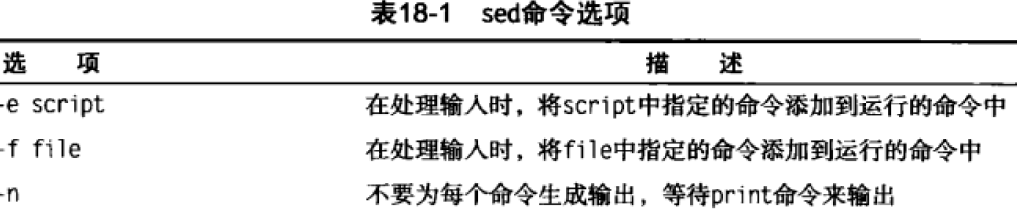 表18-1 sed命令选项
选 项 描 述
-e script 在处理输入时，将script中指定的命令添加到运行的命令中
-f file 在处理输入时，将file中指定的命令添加到运行的命令中
-n 不要为每个命令生成输出，等待print命令来输出